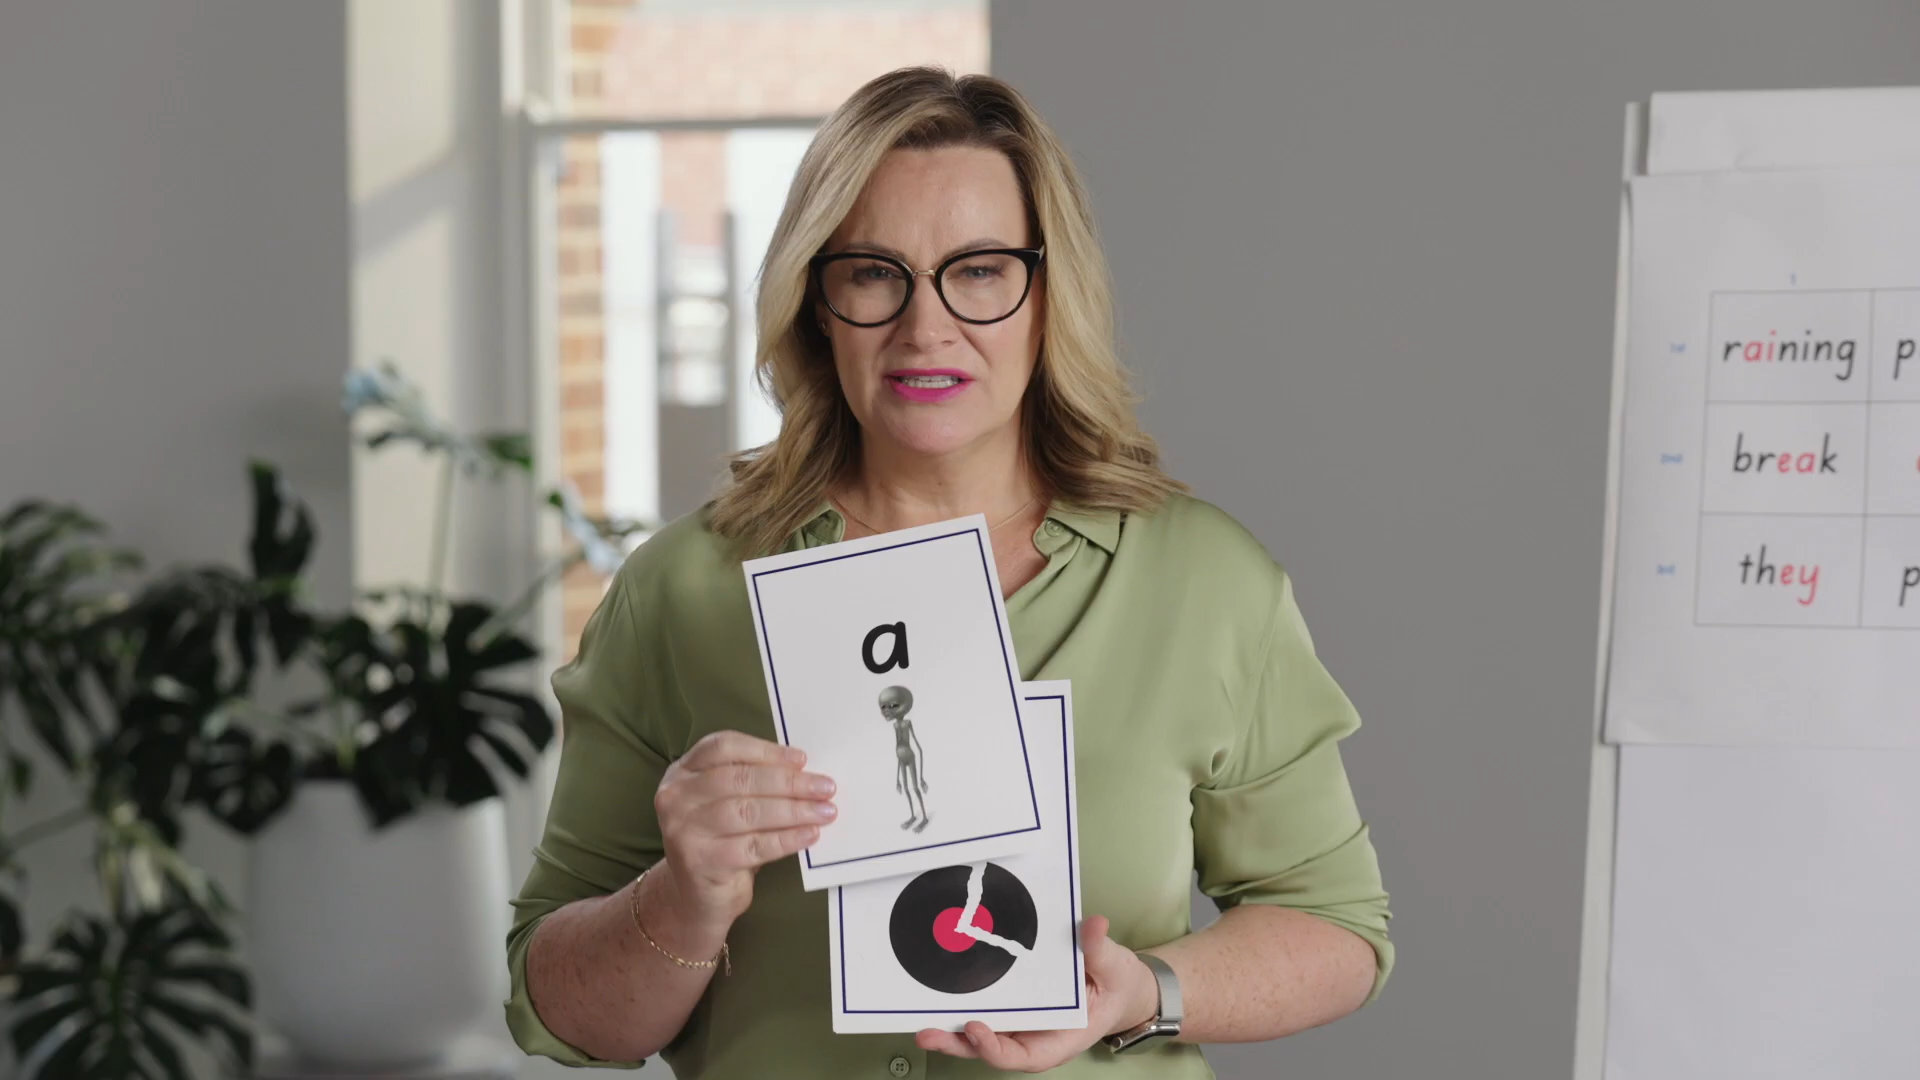 a
raining p
break
they p